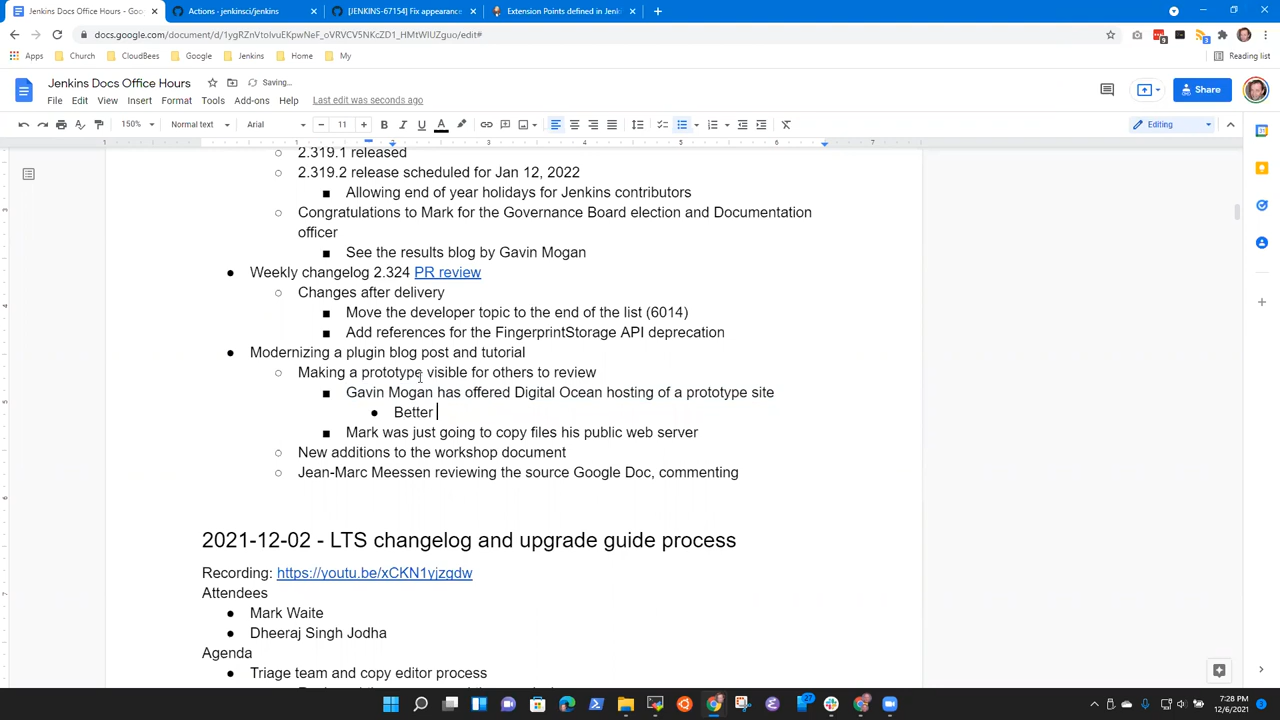 Jenkins Docs Office Hours - Goo
Actions · jenkinsci/jenkins
[JENKINS-67154] Fix appearance
Extension Points defined in Jenk
docs.google.com/document/d/1ygRZnVtoIvuEKpwNeF_oVRVCV5NKcZD1_HMtWlUZguo/edit#
Apps Church CloudBees Google Jenkins Home My Reading list
Jenkins Docs Office Hours Saving...
File Edit View Insert Format Tools Add-ons Help Last edit was seconds ago
Share
150% Normal text Arial 11 Editing
2.319.1 released
2.319.2 release scheduled for Jan 12, 2022
Allowing end of year holidays for Jenkins contributors
Congratulations to Mark for the Governance Board election and Documentation
officer
See the results blog by Gavin Mogan
Weekly changelog 2.324 PR review
Changes after delivery
Move the developer topic to the end of the list (6014)
Add references for the FingerprintStorage API deprecation
Modernizing a plugin blog post and tutorial
Making a prototype visible for others to review
Gavin Mogan has offered Digital Ocean hosting of a prototype site
Better
Mark was just going to copy files his public web server
New additions to the workshop document
Jean-Marc Meessen reviewing the source Google Doc, commenting
2021-12-02 - LTS changelog and upgrade guide process
Recording: https://youtu.be/xCKN1yjzgdw
Attendees
Mark Waite
Dheeraj Singh Jodha
Agenda
Triage team and copy editor process
7:28 PM
12/6/2021